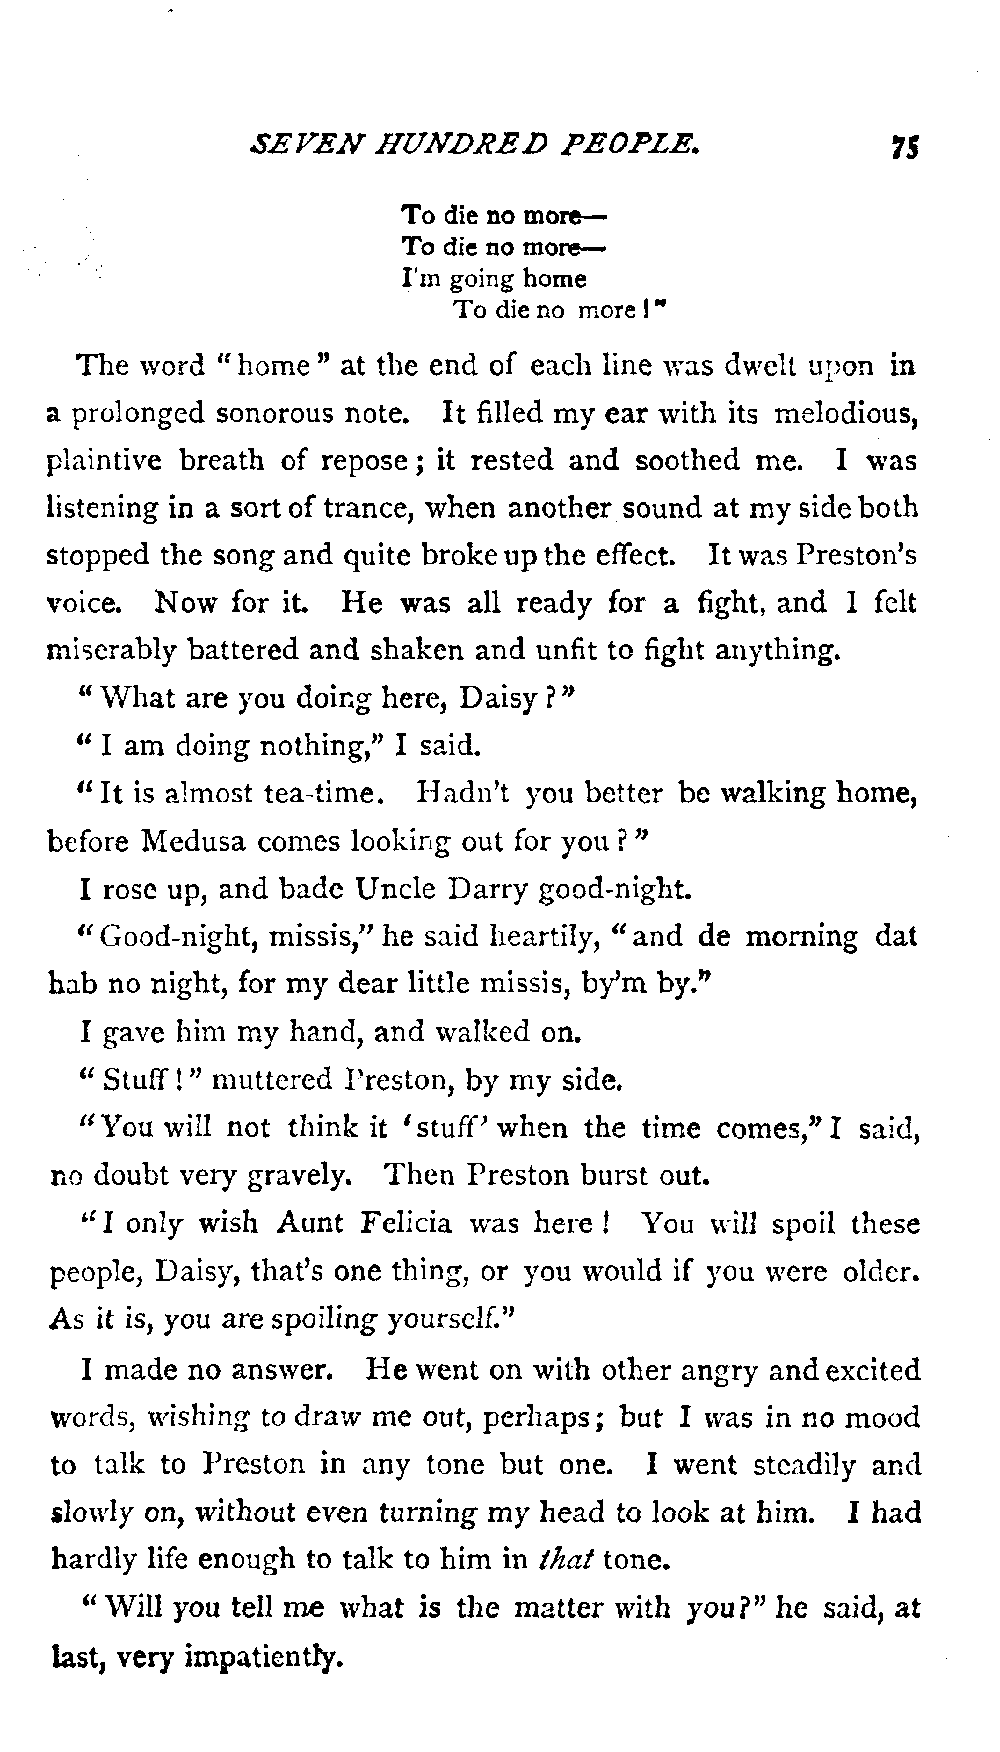 SEVEN HUNDRED PEOPLE. 75
To die no more—
To die no more—
I'm going home
To die no more!"
The word "home" at the end of each line was dwelt upon in
a prolonged sonorous note. It filled my ear with its melodious,
plaintive breath of repose; it rested and soothed me. I was
listening in a sort of trance, when another sound at my side both
stopped the song and quite broke up the effect. It was Preston's
voice. Now for it. He was all ready for a fight, and I felt
miserably battered and shaken and unfit to fight anything.
"What are you doing here, Daisy?"
"I am doing nothing," I said.
"It is almost tea-time. Hadn't you better be walking home,
before Medusa comes looking out for you?"
I rose up, and bade Uncle Darry good-night.
"Good-night, missis," he said heartily, "and de morning dat
hab no night, for my dear little missis, by'm by."
I gave him my hand, and walked on.
"Stuff!" muttered Preston, by my side.
"You will not think it 'stuff' when the time comes," I said,
no doubt very gravely. Then Preston burst out.
"I only wish Aunt Felicia was here! You will spoil these
people, Daisy, that's one thing, or you would if you were older.
As it is, you are spoiling yourself."
I made no answer. He went on with other angry and excited
words, wishing to draw me out, perhaps; but I was in no mood
to talk to Preston in any tone but one. I went steadily and
slowly on, without even turning my head to look at him. I had
hardly life enough to talk to him in that tone.
"Will you tell me what is the matter with you?" he said, at
last, very impatiently.